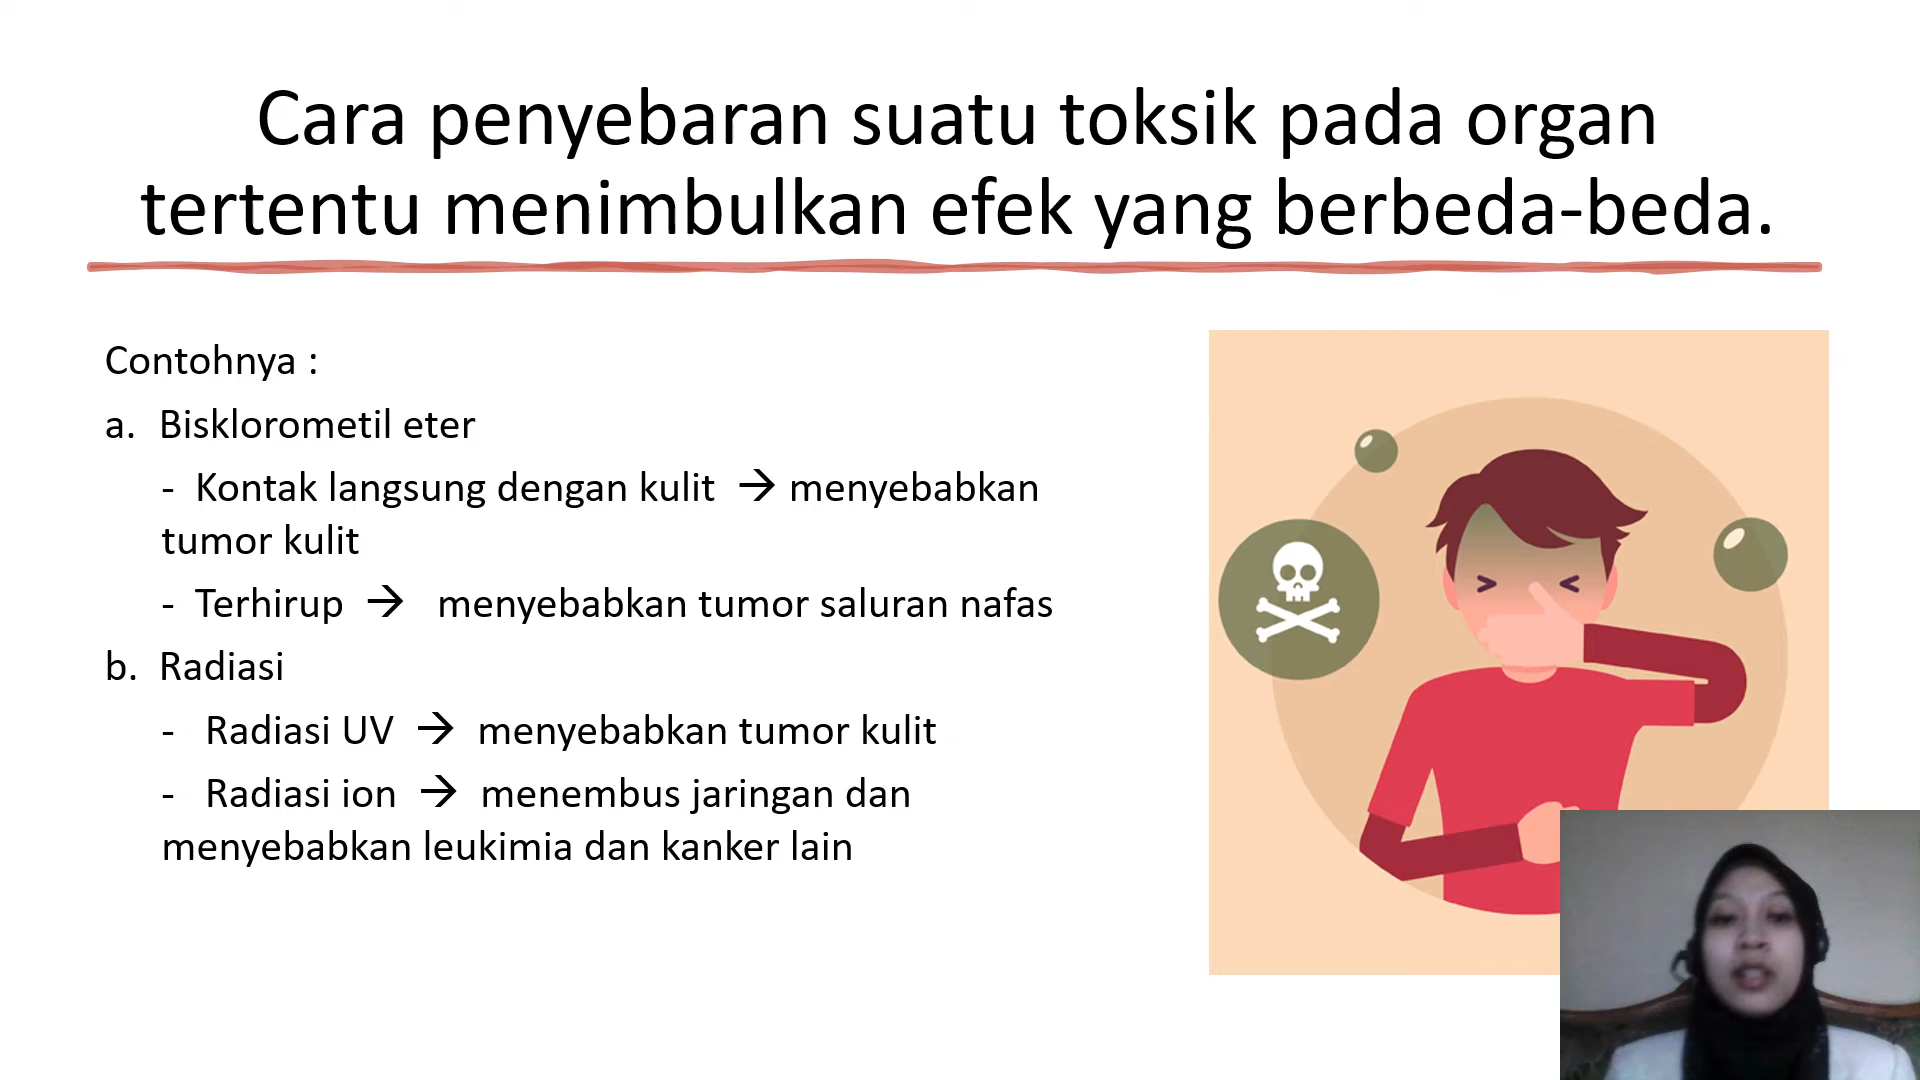 Cara penyebaran suatu toksik pada organ
tertentu menimbulkan efek yang berbeda-beda.
Contohnya :
a. Bisklorometil eter
- Kontak langsung dengan kulit → menyebabkan
tumor kulit
- Terhirup → menyebabkan tumor saluran nafas
b. Radiasi
- Radiasi UV → menyebabkan tumor kulit
- Radiasi ion → menembus jaringan dan
menyebabkan leukimia dan kanker lain